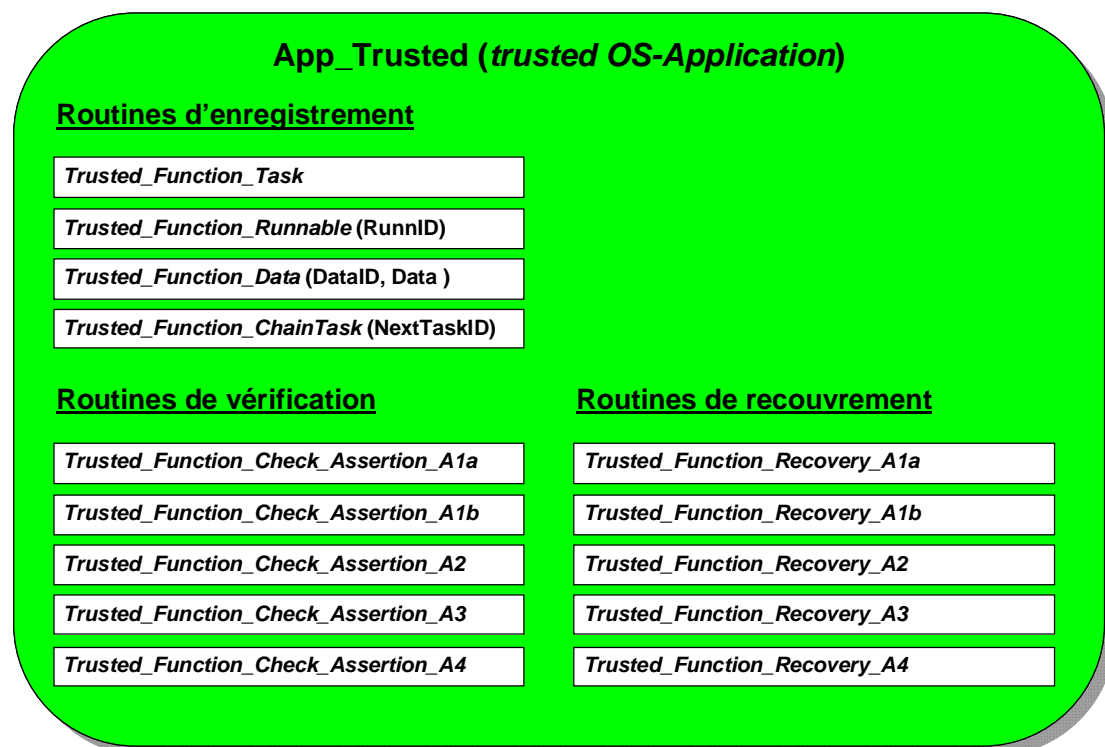 App_Trusted (trusted OS-Application)
Routines d’enregistrement
Trusted_Function_Task
Trusted_Function_Runnable (RunnID)
Trusted_Function_Data (DataID, Data )
Trusted_Function_ChainTask (NextTaskID)
Routines de vérification
Trusted_Function_Check_Assertion_A1a
Trusted_Function_Check_Assertion_A1b
Trusted_Function_Check_Assertion_A2
Trusted_Function_Check_Assertion_A3
Trusted_Function_Check_Assertion_A4
Routines de recouvrement
Trusted_Function_Recovery_A1a
Trusted_Function_Recovery_A1b
Trusted_Function_Recovery_A2
Trusted_Function_Recovery_A3
Trusted_Function_Recovery_A4